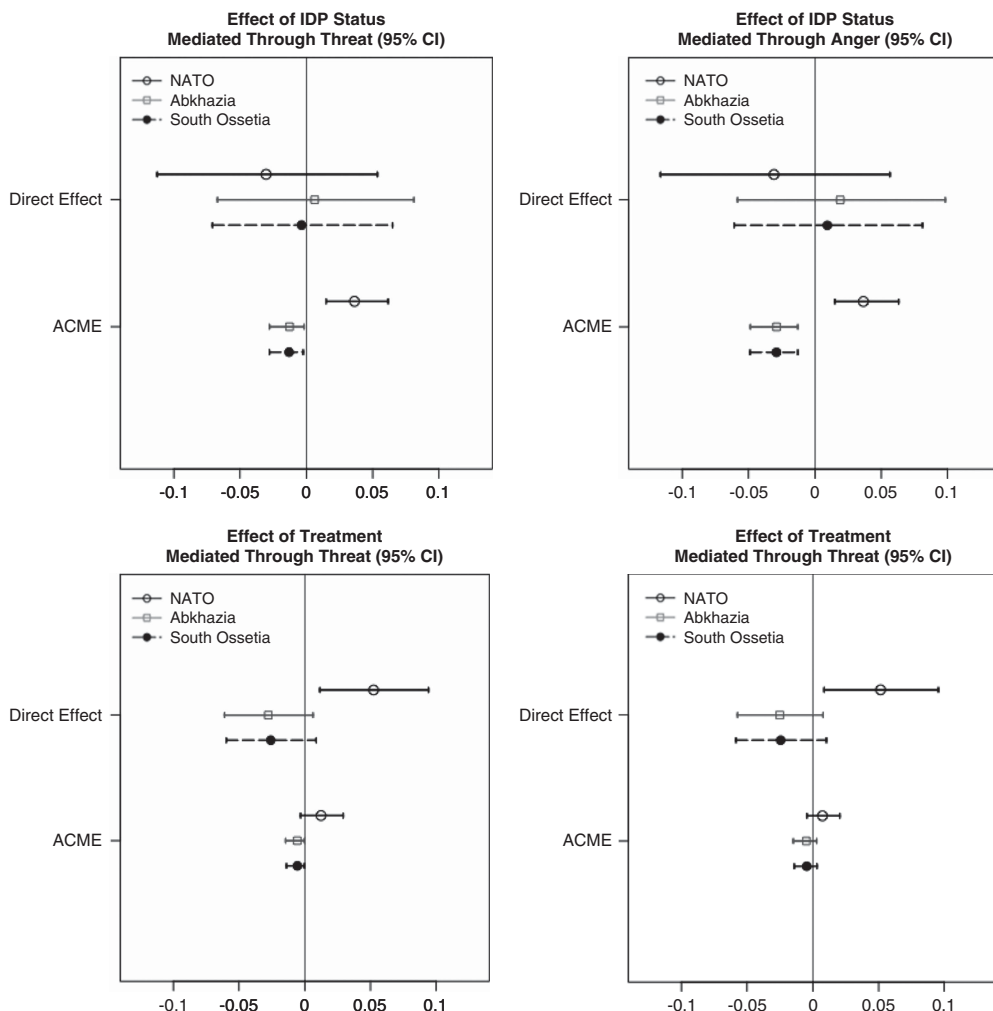 Effect of IDP Status
Mediated Through Threat (95% CI)
NATO
Abkhazia
South Ossetia
Direct Effect
ACME
-0.1 -0.05 0 0.05 0.1
Effect of IDP Status
Mediated Through Anger (95% CI)
NATO
Abkhazia
South Ossetia
Direct Effect
ACME
-0.1 -0.05 0 0.05 0.1
Effect of Treatment
Mediated Through Threat (95% CI)
NATO
Abkhazia
South Ossetia
Direct Effect
ACME
-0.1 -0.05 0 0.05 0.1
Effect of Treatment
Mediated Through Threat (95% CI)
NATO
Abkhazia
South Ossetia
Direct Effect
ACME
-0.1 -0.05 0 0.05 0.1